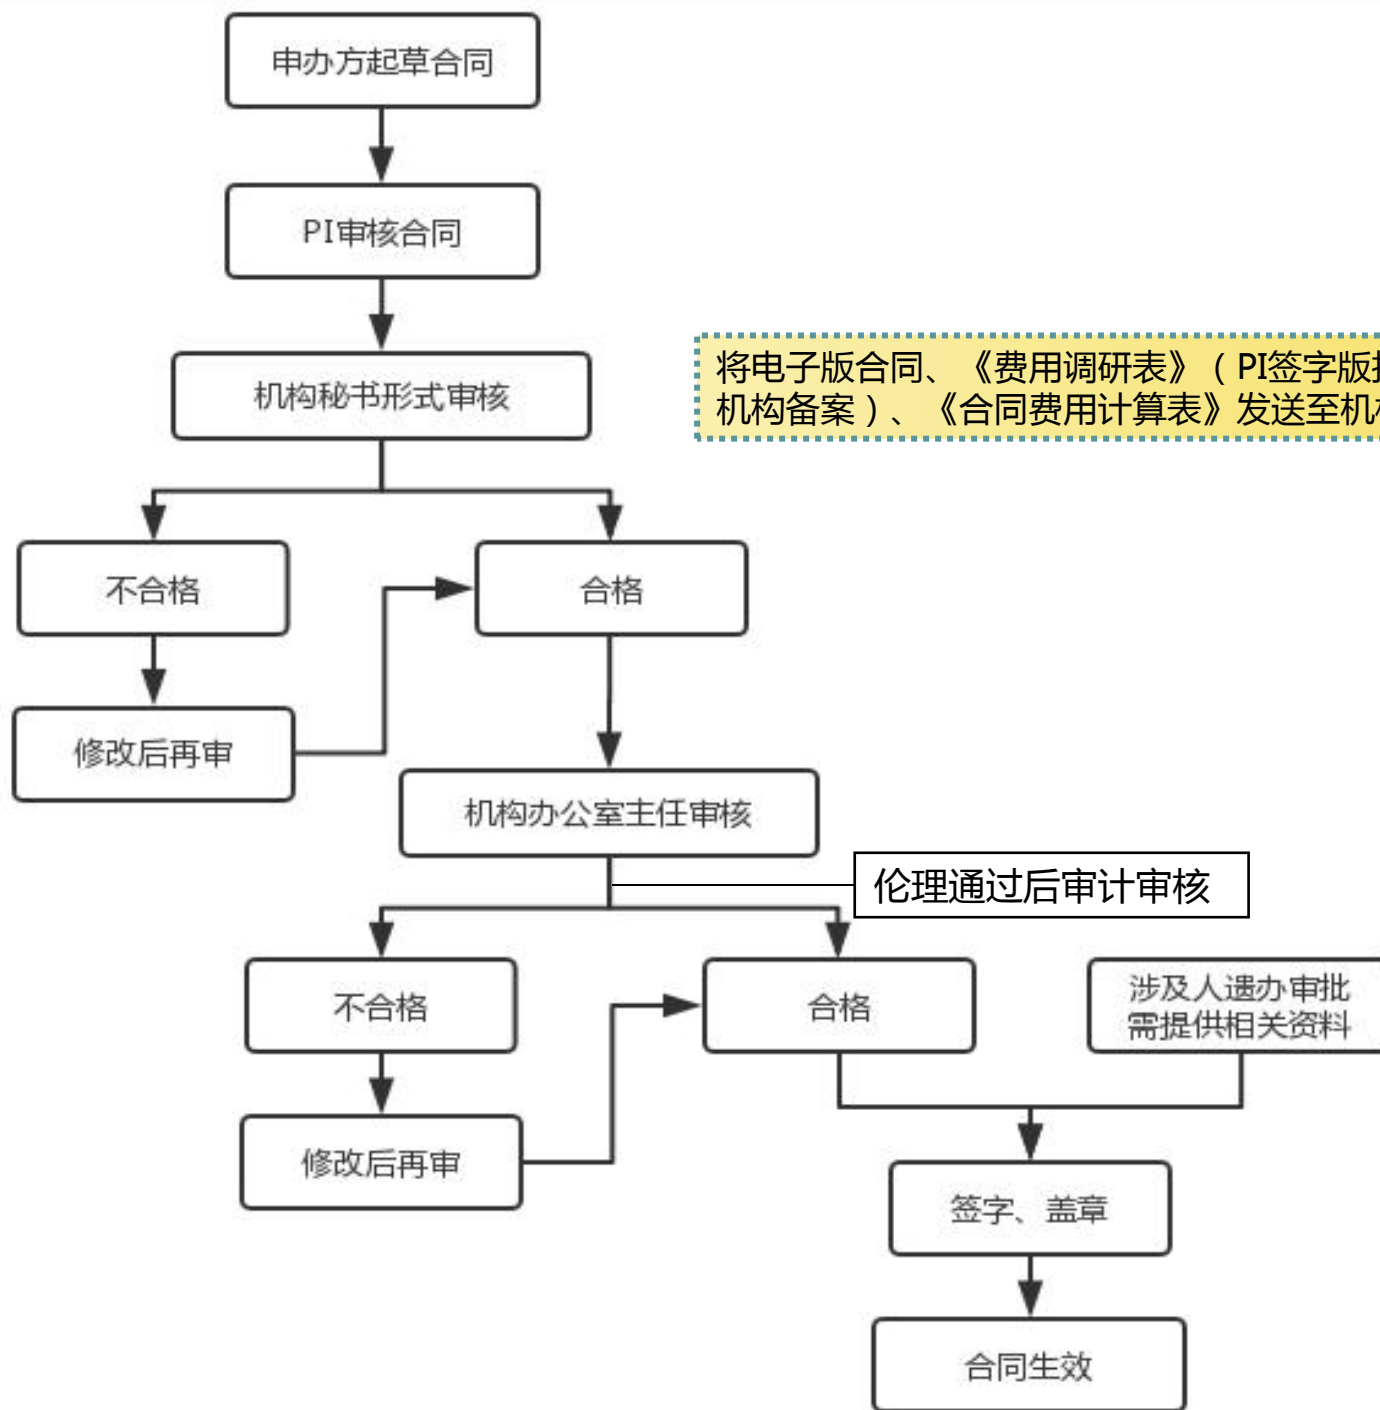 申办方起草合同
PI审核合同
机构秘书形式审核
将电子版合同、《费用调研表》（PI签字版
机构备案）、《合同费用计算表》发送至机
不合格
合格
修改后再审
机构办公室主任审核
伦理通过后审计审核
不合格
合格
涉及人遗办审批
需提供相关资料
修改后再审
签字、盖章
合同生效